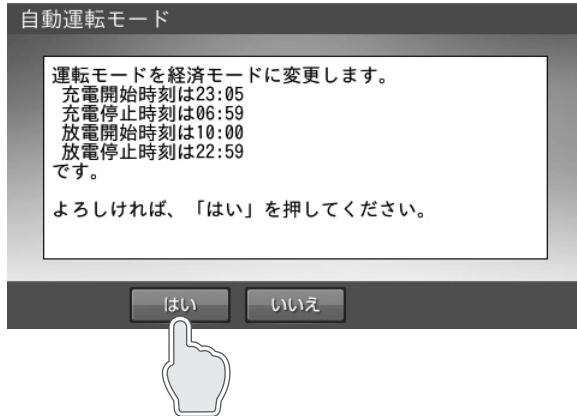 自動運転モード
運転モードを経済モードに変更します。
充電開始時刻は23:05
充電停止時刻は06:59
放電開始時刻は10:00
放電停止時刻は22:59
です。
よろしければ、「はい」を押してください。
はい
いいえ